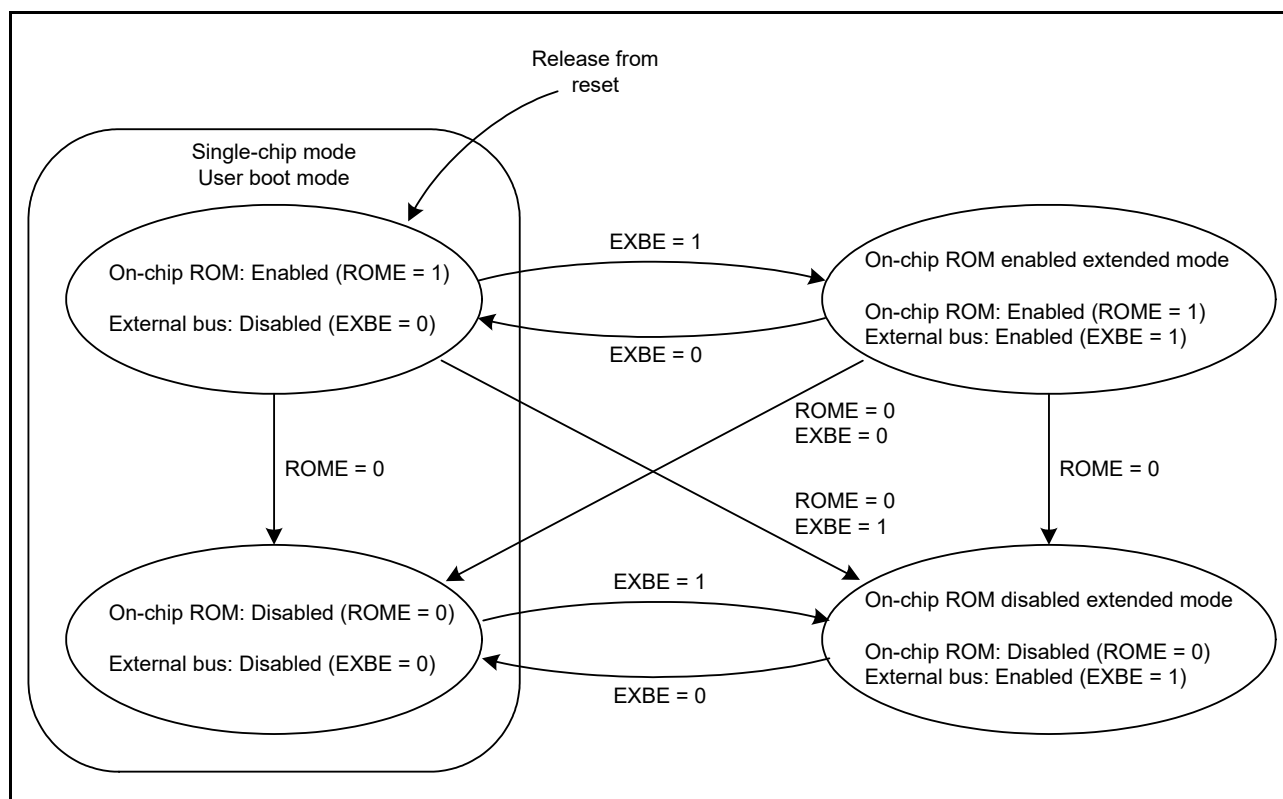 Release from
reset
Single-chip mode
User boot mode
On-chip ROM: Enabled (ROME = 1)
External bus: Disabled (EXBE = 0)
EXBE = 1
EXBE = 0
On-chip ROM enabled extended mode
On-chip ROM: Enabled (ROME = 1)
External bus: Enabled (EXBE = 1)
ROME = 0
EXBE = 0
ROME = 0
ROME = 0
ROME = 0
EXBE = 1
On-chip ROM: Disabled (ROME = 0)
External bus: Disabled (EXBE = 0)
EXBE = 1
EXBE = 0
On-chip ROM disabled extended mode
On-chip ROM: Disabled (ROME = 0)
External bus: Enabled (EXBE = 1)